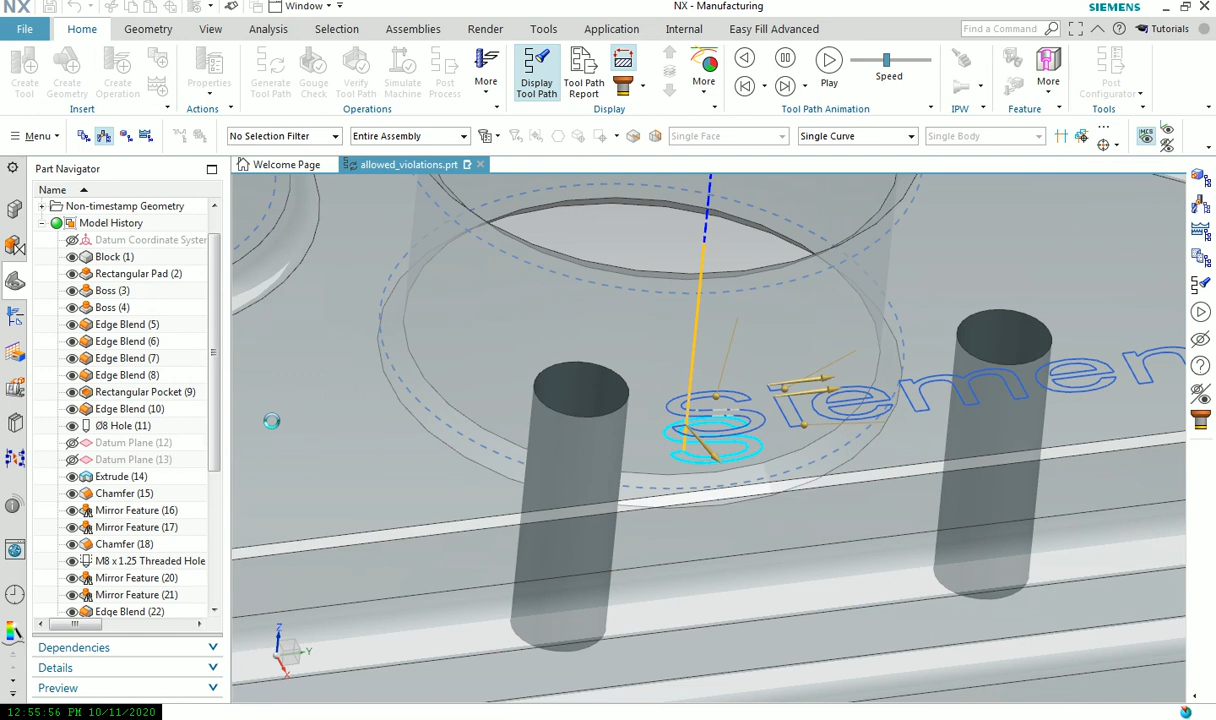 NX
Window
NX - Manufacturing
SIEMENS
File
Home
Geometry
View
Analysis
Selection
Assemblies
Render
Tools
Application
Internal
Easy Fill Advanced
Find a Command
Tutorials
Create Tool
Create Geometry
Create Operation
Properties
Generate Tool Path
Gouge Check
Verify Tool Path
Simulate Machine
Post Process
More
Display Tool Path
Tool Path Report
More
Play
Speed
More
Post Configurator
Insert
Actions
Operations
Display
Tool Path Animation
IPW
Feature
Tools
Menu
No Selection Filter
Entire Assembly
Single Face
Single Curve
Single Body
MCS
Part Navigator
Welcome Page
allowed_violations.prt
Name
Non-timestamp Geometry
Model History
Datum Coordinate System
Block (1)
Rectangular Pad (2)
Boss (3)
Boss (4)
Edge Blend (5)
Edge Blend (6)
Edge Blend (7)
Edge Blend (8)
Rectangular Pocket (9)
Edge Blend (10)
Ø8 Hole (11)
Datum Plane (12)
Datum Plane (13)
Extrude (14)
Chamfer (15)
Mirror Feature (16)
Mirror Feature (17)
Chamfer (18)
M8 x 1.25 Threaded Hole
Mirror Feature (20)
Mirror Feature (21)
Edge Blend (22)
Dependencies
Details
Preview
Siemen
Z
Y
X
12:55:56 PM 10/11/2020